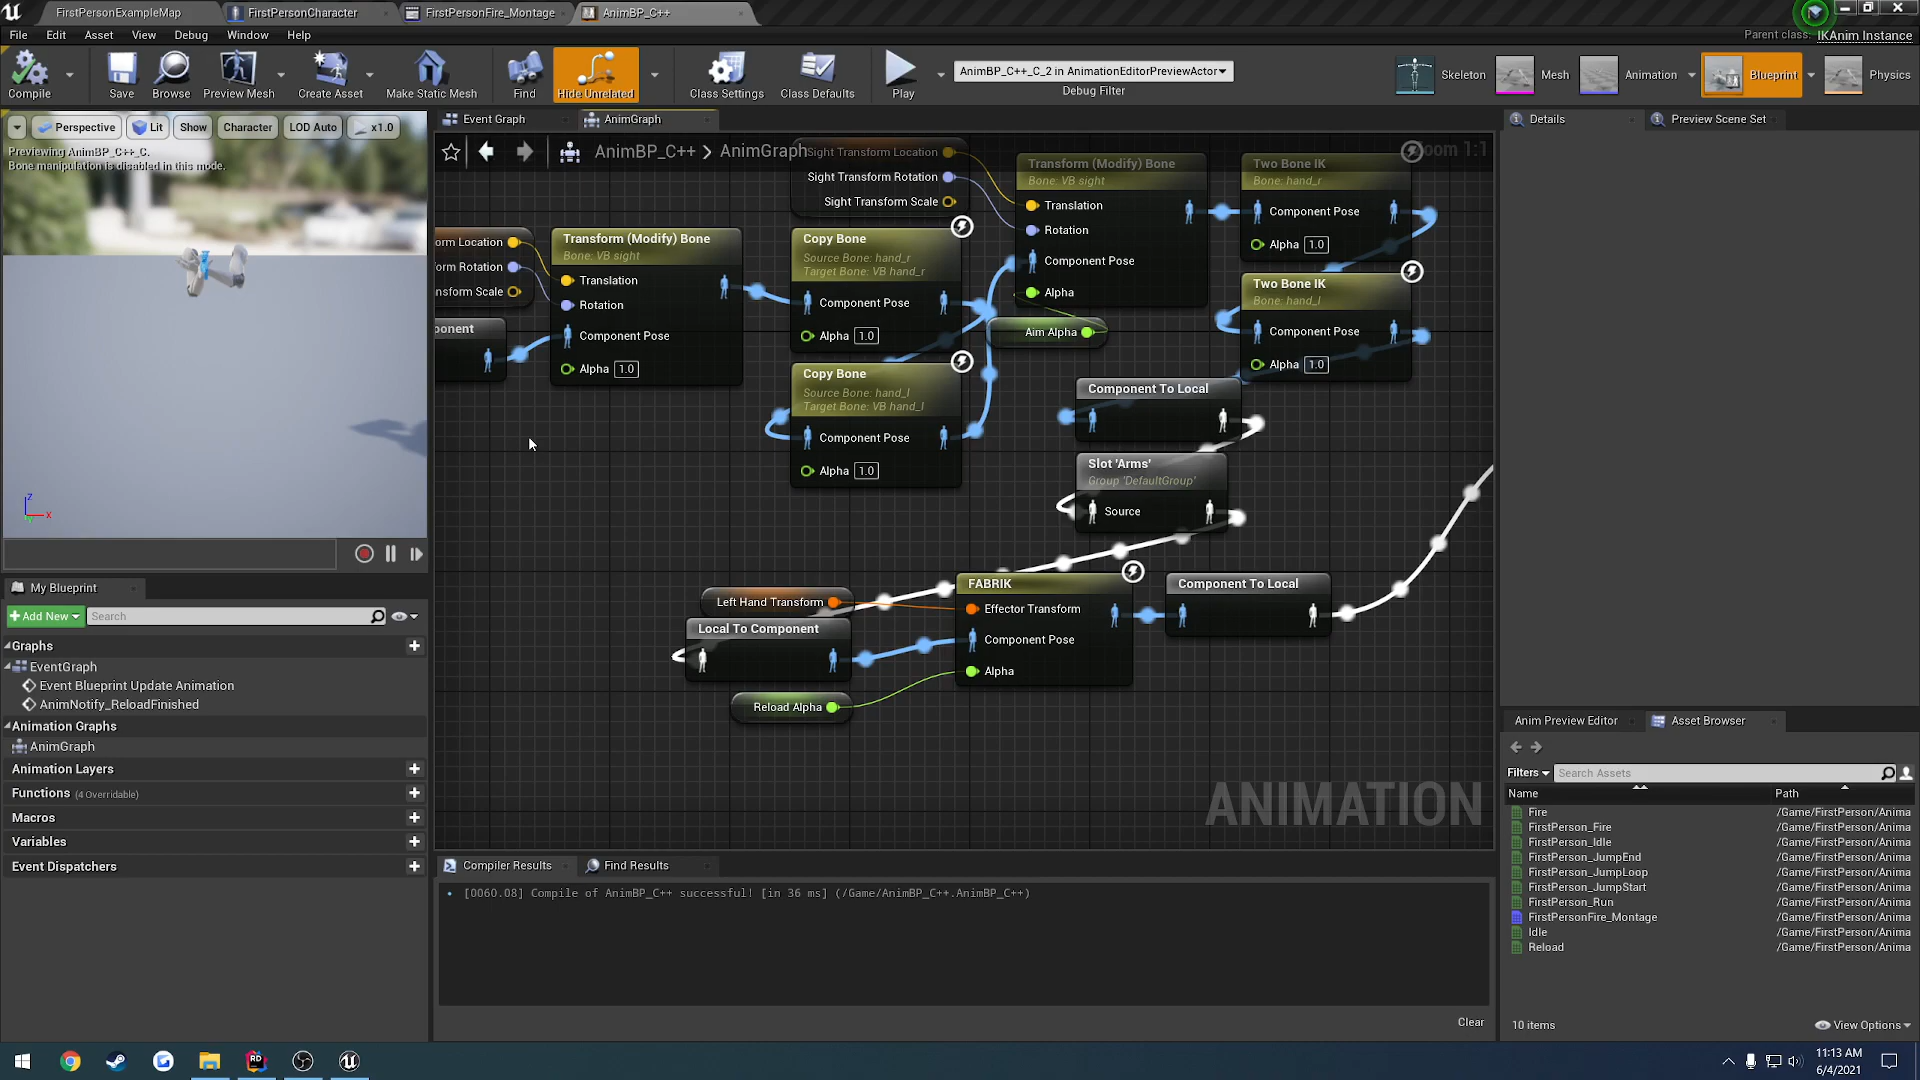 FirstPersonExampleMap
FirstPersonCharacter
FirstPersonFire_Montage
AnimBP_C++
File Edit Asset View Debug Window Help
Parent class: IKAnim Instance
Compile
Save
Browse
Preview Mesh
Create Asset
Make Static Mesh
Find
Hide Unrelated
Class Settings
Class Defaults
Play
AnimBP_C++_C_2 in AnimationEditorPreviewActor
Debug Filter
Skeleton
Mesh
Animation
Blueprint
Physics
Perspective Lit Show Character LOD Auto x1.0
Previewing AnimBP_C++_C.
Bone manipulation is disabled in this mode.
Z
X
Event Graph
AnimGraph
AnimBP_C++ > AnimGraph
Zoom 1:1
Sight Transform Location
Sight Transform Rotation
Sight Transform Scale
orm Location
form Rotation
ansform Scale
ponent
Transform (Modify) Bone
Bone: VB sight
Translation
Rotation
Component Pose
Alpha 1.0
Copy Bone
Source Bone: hand_r
Target Bone: VB hand_r
Component Pose
Alpha 1.0
Copy Bone
Source Bone: hand_l
Target Bone: VB hand_l
Component Pose
Alpha 1.0
Transform (Modify) Bone
Bone: VB sight
Translation
Rotation
Component Pose
Alpha
Aim Alpha
Two Bone IK
Bone: hand_r
Component Pose
Alpha 1.0
Two Bone IK
Bone: hand_l
Component Pose
Alpha 1.0
Component To Local
Slot 'Arms'
Group 'DefaultGroup'
Source
Left Hand Transform
Local To Component
Reload Alpha
FABRIK
Effector Transform
Component Pose
Alpha
Component To Local
ANIMATION
My Blueprint
+Add New
Search
Graphs
EventGraph
Event Blueprint Update Animation
AnimNotify_ReloadFinished
Animation Graphs
AnimGraph
Animation Layers
Functions (4 Overridable)
Macros
Variables
Event Dispatchers
Compiler Results
Find Results
[0060.08] Compile of AnimBP_C++ successful! [in 36 ms] (/Game/AnimBP_C++.AnimBP_C++)
Clear
Details
Preview Scene Set
Anim Preview Editor
Asset Browser
Filters
Search Assets
Name Path
Fire /Game/FirstPerson/Anima
FirstPerson_Fire /Game/FirstPerson/Anima
FirstPerson_Idle /Game/FirstPerson/Anima
FirstPerson_JumpEnd /Game/FirstPerson/Anima
FirstPerson_JumpLoop /Game/FirstPerson/Anima
FirstPerson_JumpStart /Game/FirstPerson/Anima
FirstPerson_Run /Game/FirstPerson/Anima
FirstPersonFire_Montage /Game/FirstPerson/Anima
Idle /Game/FirstPerson/Anima
Reload /Game/FirstPerson/Anima
10 items
View Options
RD
11:13 AM
6/4/2021